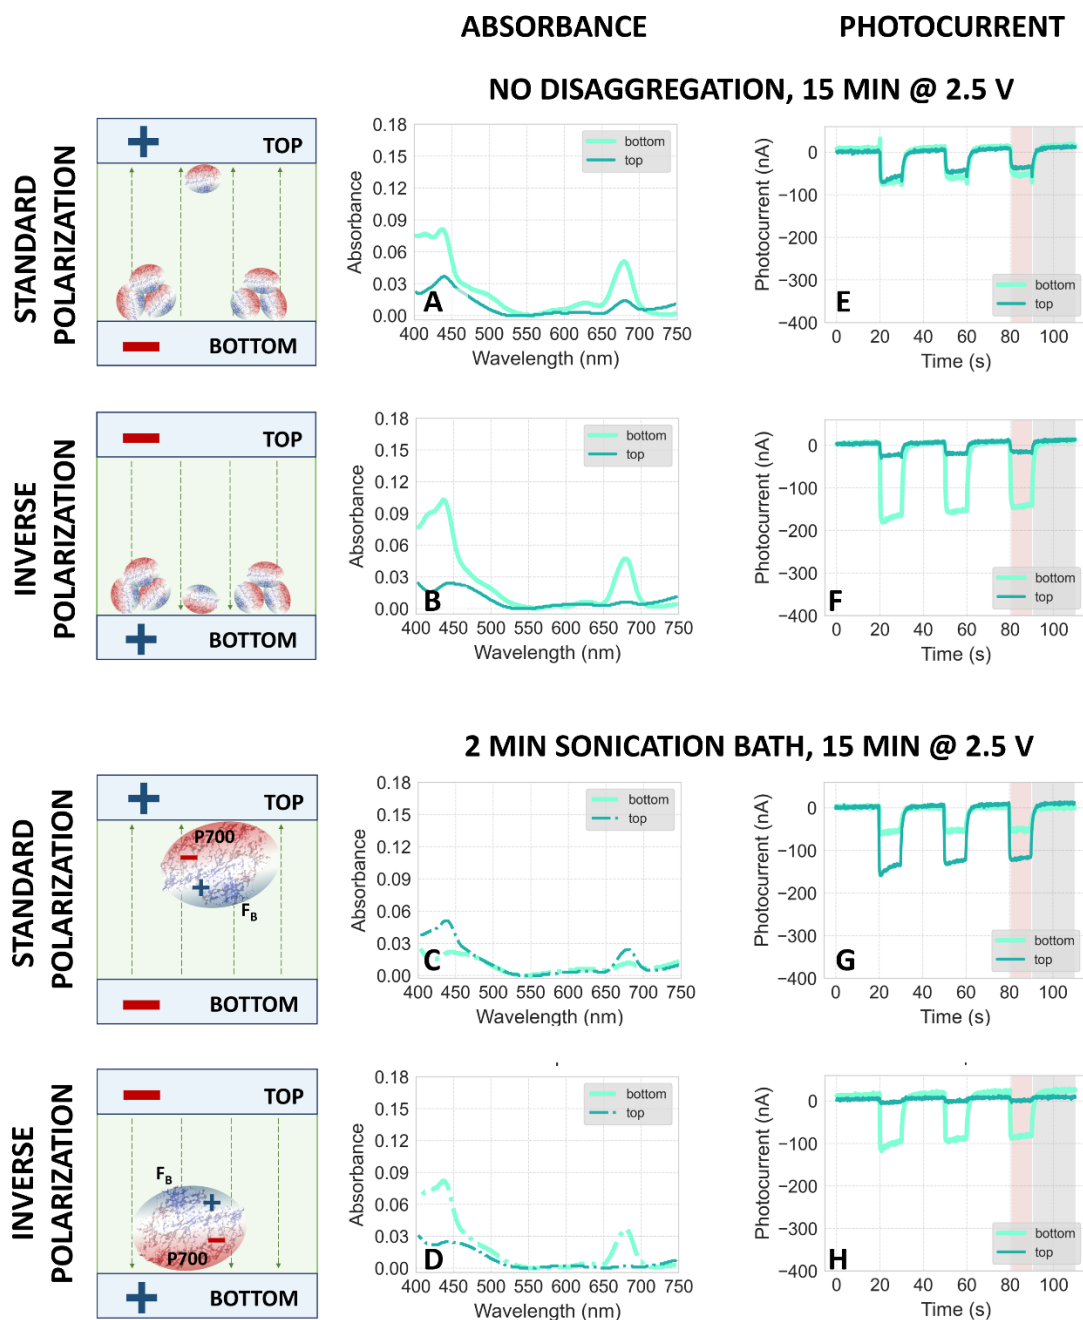 ABSORBANCE PHOTOCURRENT
NO DISAGGREGATION, 15 MIN @ 2.5 V
STANDARD
POLARIZATION
TOP
BOTTOM
0.18
0.15
0.12
0.09
0.06
0.03
0.00
Absorbance
bottom
top
A
400 450 500 550 600 650 700 750
Wavelength (nm)
0
−100
−200
−300
−400
Photocurrent (nA)
bottom
top
E
0 20 40 60 80 100
Time (s)
INVERSE
POLARIZATION
TOP
BOTTOM
0.18
0.15
0.12
0.09
0.06
0.03
0.00
Absorbance
bottom
top
B
400 450 500 550 600 650 700 750
Wavelength (nm)
0
−100
−200
−300
−400
Photocurrent (nA)
bottom
top
F
0 20 40 60 80 100
Time (s)
2 MIN SONICATION BATH, 15 MIN @ 2.5 V
STANDARD
POLARIZATION
TOP
P700
FB
BOTTOM
0.18
0.15
0.12
0.09
0.06
0.03
0.00
Absorbance
bottom
top
C
400 450 500 550 600 650 700 750
Wavelength (nm)
0
−100
−200
−300
−400
Photocurrent (nA)
bottom
top
G
0 20 40 60 80 100
Time (s)
INVERSE
POLARIZATION
TOP
FB
P700
BOTTOM
0.18
0.15
0.12
0.09
0.06
0.03
0.00
Absorbance
bottom
top
D
400 450 500 550 600 650 700 750
Wavelength (nm)
0
−100
−200
−300
−400
Photocurrent (nA)
bottom
top
H
0 20 40 60 80 100
Time (s)